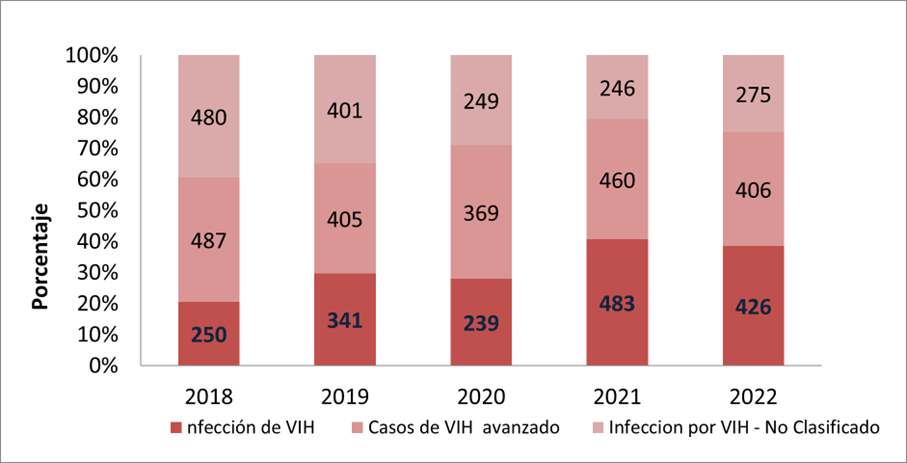 100%
90%
80%
70%
60%
50%
40%
30%
20%
10%
0%
Porcentaje
480 401 249 246 275
487 405 369 460 406
250 341 239 483 426
2018 2019 2020 2021 2022
nfección de VIH Casos de VIH avanzado Infeccion por VIH - No Clasificado